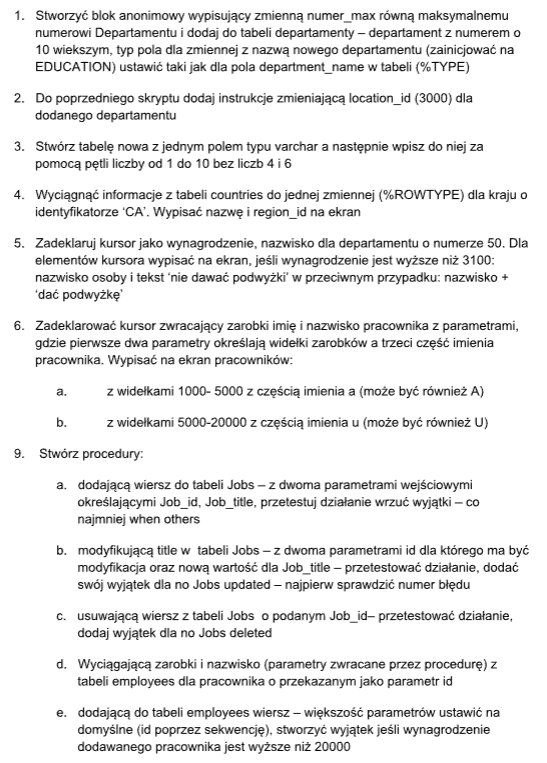 1. Stworzyć blok anonimowy wypisujący zmienną numer_max równą maksymalnemu
numerowi Departamentu i dodaj do tabeli departamenty – departament z numerem o
10 wiekszym, typ pola dla zmiennej z nazwą nowego departamentu (zainicjować na
EDUCATION) ustawić taki jak dla pola department_name w tabeli (%TYPE)
2. Do poprzedniego skryptu dodaj instrukcje zmieniającą location_id (3000) dla
dodanego departamentu
3. Stwórz tabelę nowa z jednym polem typu varchar a następnie wpisz do niej za
pomocą pętli liczby od 1 do 10 bez liczb 4 i 6
4. Wyciągnąć informacje z tabeli countries do jednej zmiennej (%ROWTYPE) dla kraju o
identyfikatorze ‘CA’. Wypisać nazwę i region_id na ekran
5. Zadeklaruj kursor jako wynagrodzenie, nazwisko dla departamentu o numerze 50. Dla
elementów kursora wypisać na ekran, jeśli wynagrodzenie jest wyższe niż 3100:
nazwisko osoby i tekst ‘nie dawać podwyżki’ w przeciwnym przypadku: nazwisko +
‘dać podwyżkę’
6. Zadeklarować kursor zwracający zarobki imię i nazwisko pracownika z parametrami,
gdzie pierwsze dwa parametry określają widełki zarobków a trzeci część imienia
pracownika. Wypisać na ekran pracowników:
a. z widełkami 1000- 5000 z częścią imienia a (może być również A)
b. z widełkami 5000-20000 z częścią imienia u (może być również U)
9. Stwórz procedury:
a. dodającą wiersz do tabeli Jobs – z dwoma parametrami wejściowymi
określającymi Job_id, Job_title, przetestuj działanie wrzuć wyjątki – co
najmniej when others
b. modyfikującą title w tabeli Jobs – z dwoma parametrami id dla którego ma być
modyfikacja oraz nową wartość dla Job_title – przetestować działanie, dodać
swój wyjątek dla no Jobs updated – najpierw sprawdzić numer błędu
c. usuwającą wiersz z tabeli Jobs o podanym Job_id– przetestować działanie,
dodaj wyjątek dla no Jobs deleted
d. Wyciągającą zarobki i nazwisko (parametry zwracane przez procedurę) z
tabeli employees dla pracownika o przekazanym jako parametr id
e. dodającą do tabeli employees wiersz – większość parametrów ustawić na
domyślne (id poprzez sekwencję), stworzyć wyjątek jeśli wynagrodzenie
dodawanego pracownika jest wyższe niż 20000